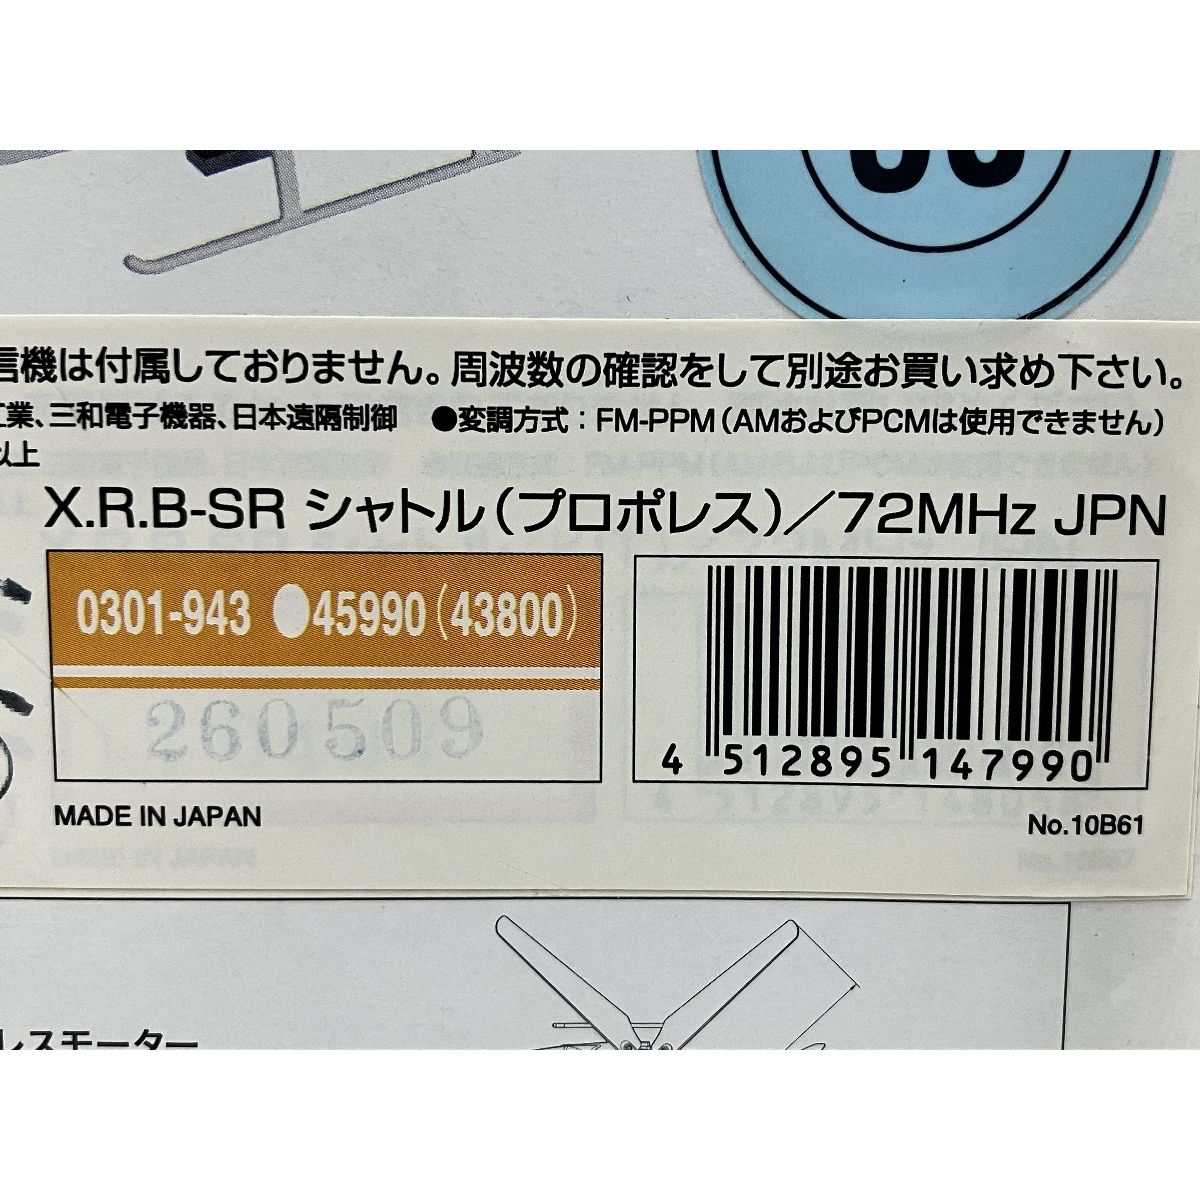 信機は付属しておりません。周波数の確認をして別途お買い求め下さい。
工業、三和電子機器、日本遠隔制御 ●変調方式：FM-PPM（AMおよびPCMは使用できません）
以上
X.R.B-SR シャトル（プロポレス）／72MHz JPN
0301-943 ●45990（43800）
260509
4 512895 147990
MADE IN JAPAN
No.10B61
レスモーター